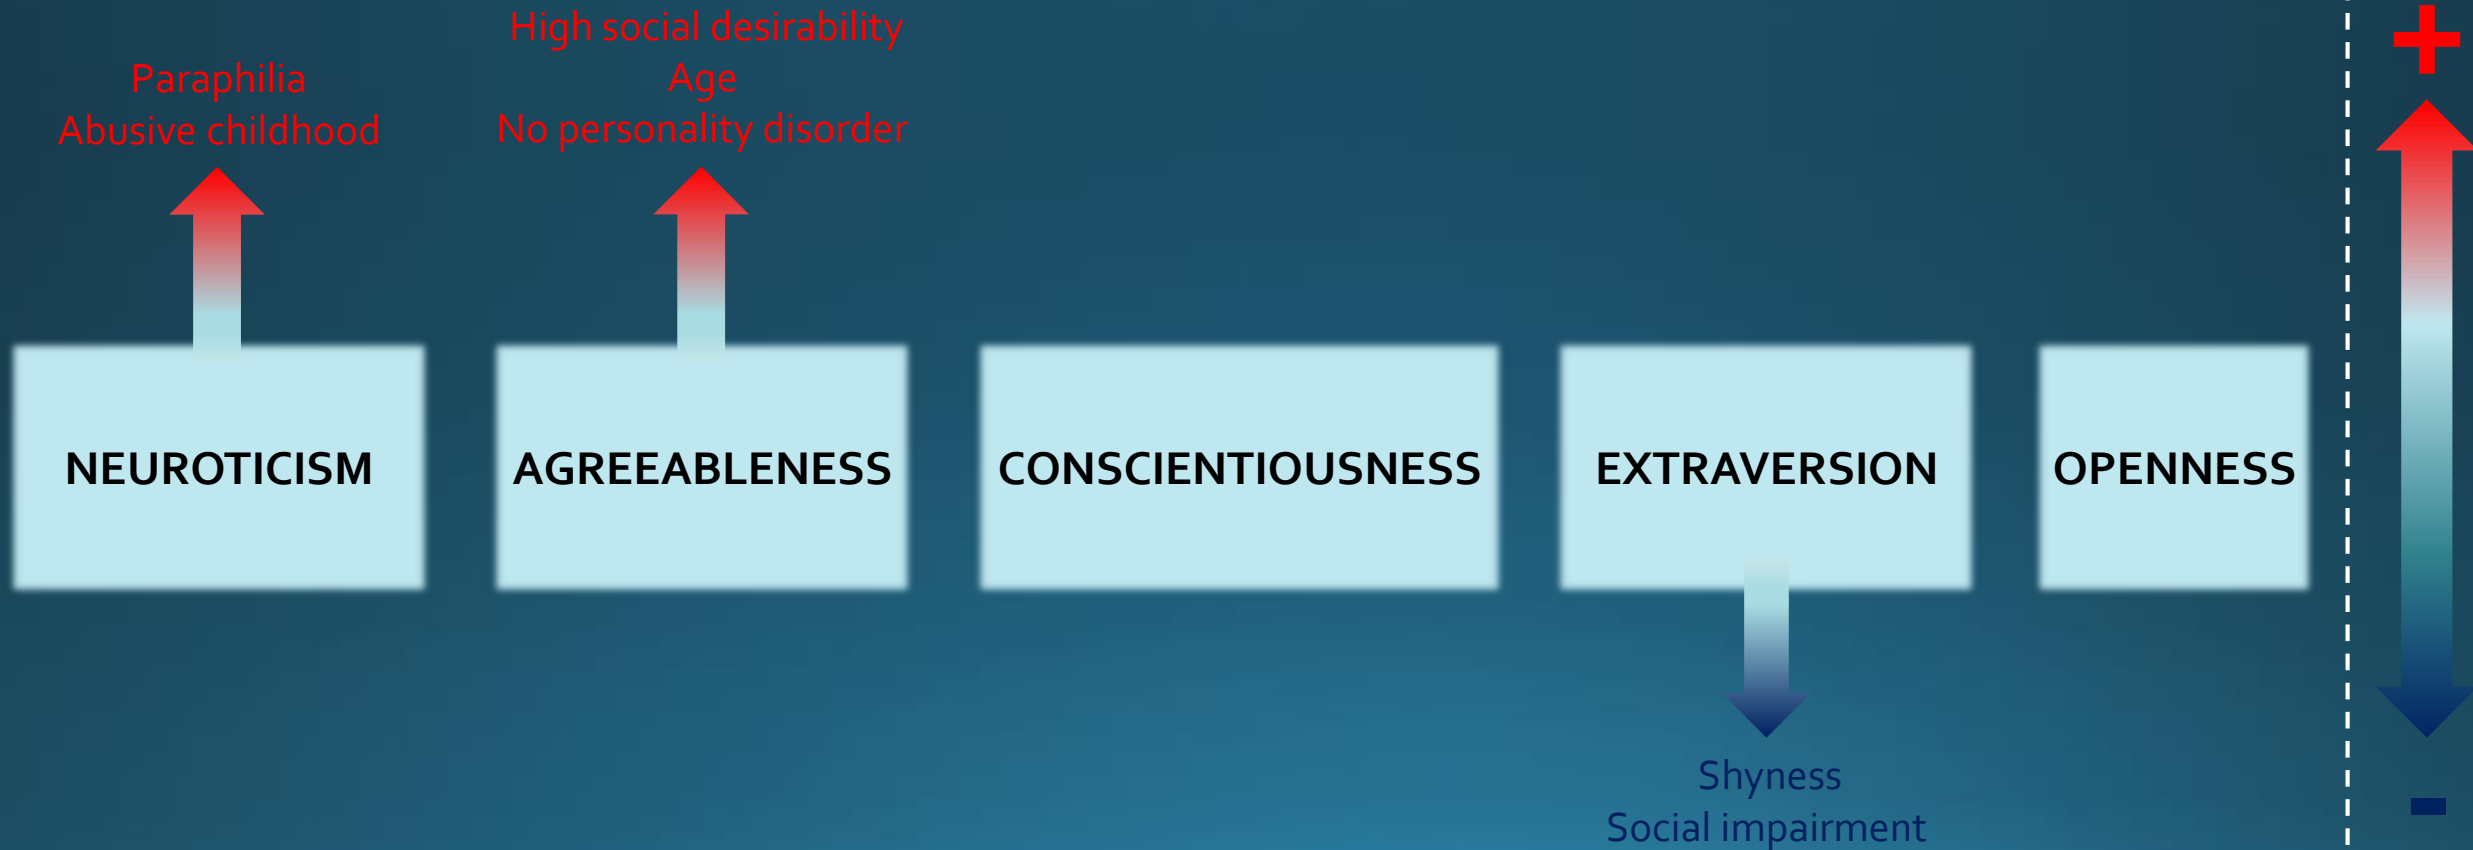 High social desirability
Paraphilia
Age
Abusive childhood
No personality disorder
NEUROTICISM
AGREEABLENESS
CONSCIENTIOUSNESS
EXTRAVERSION
OPENNESS
Shyness
Social impairment
+
-